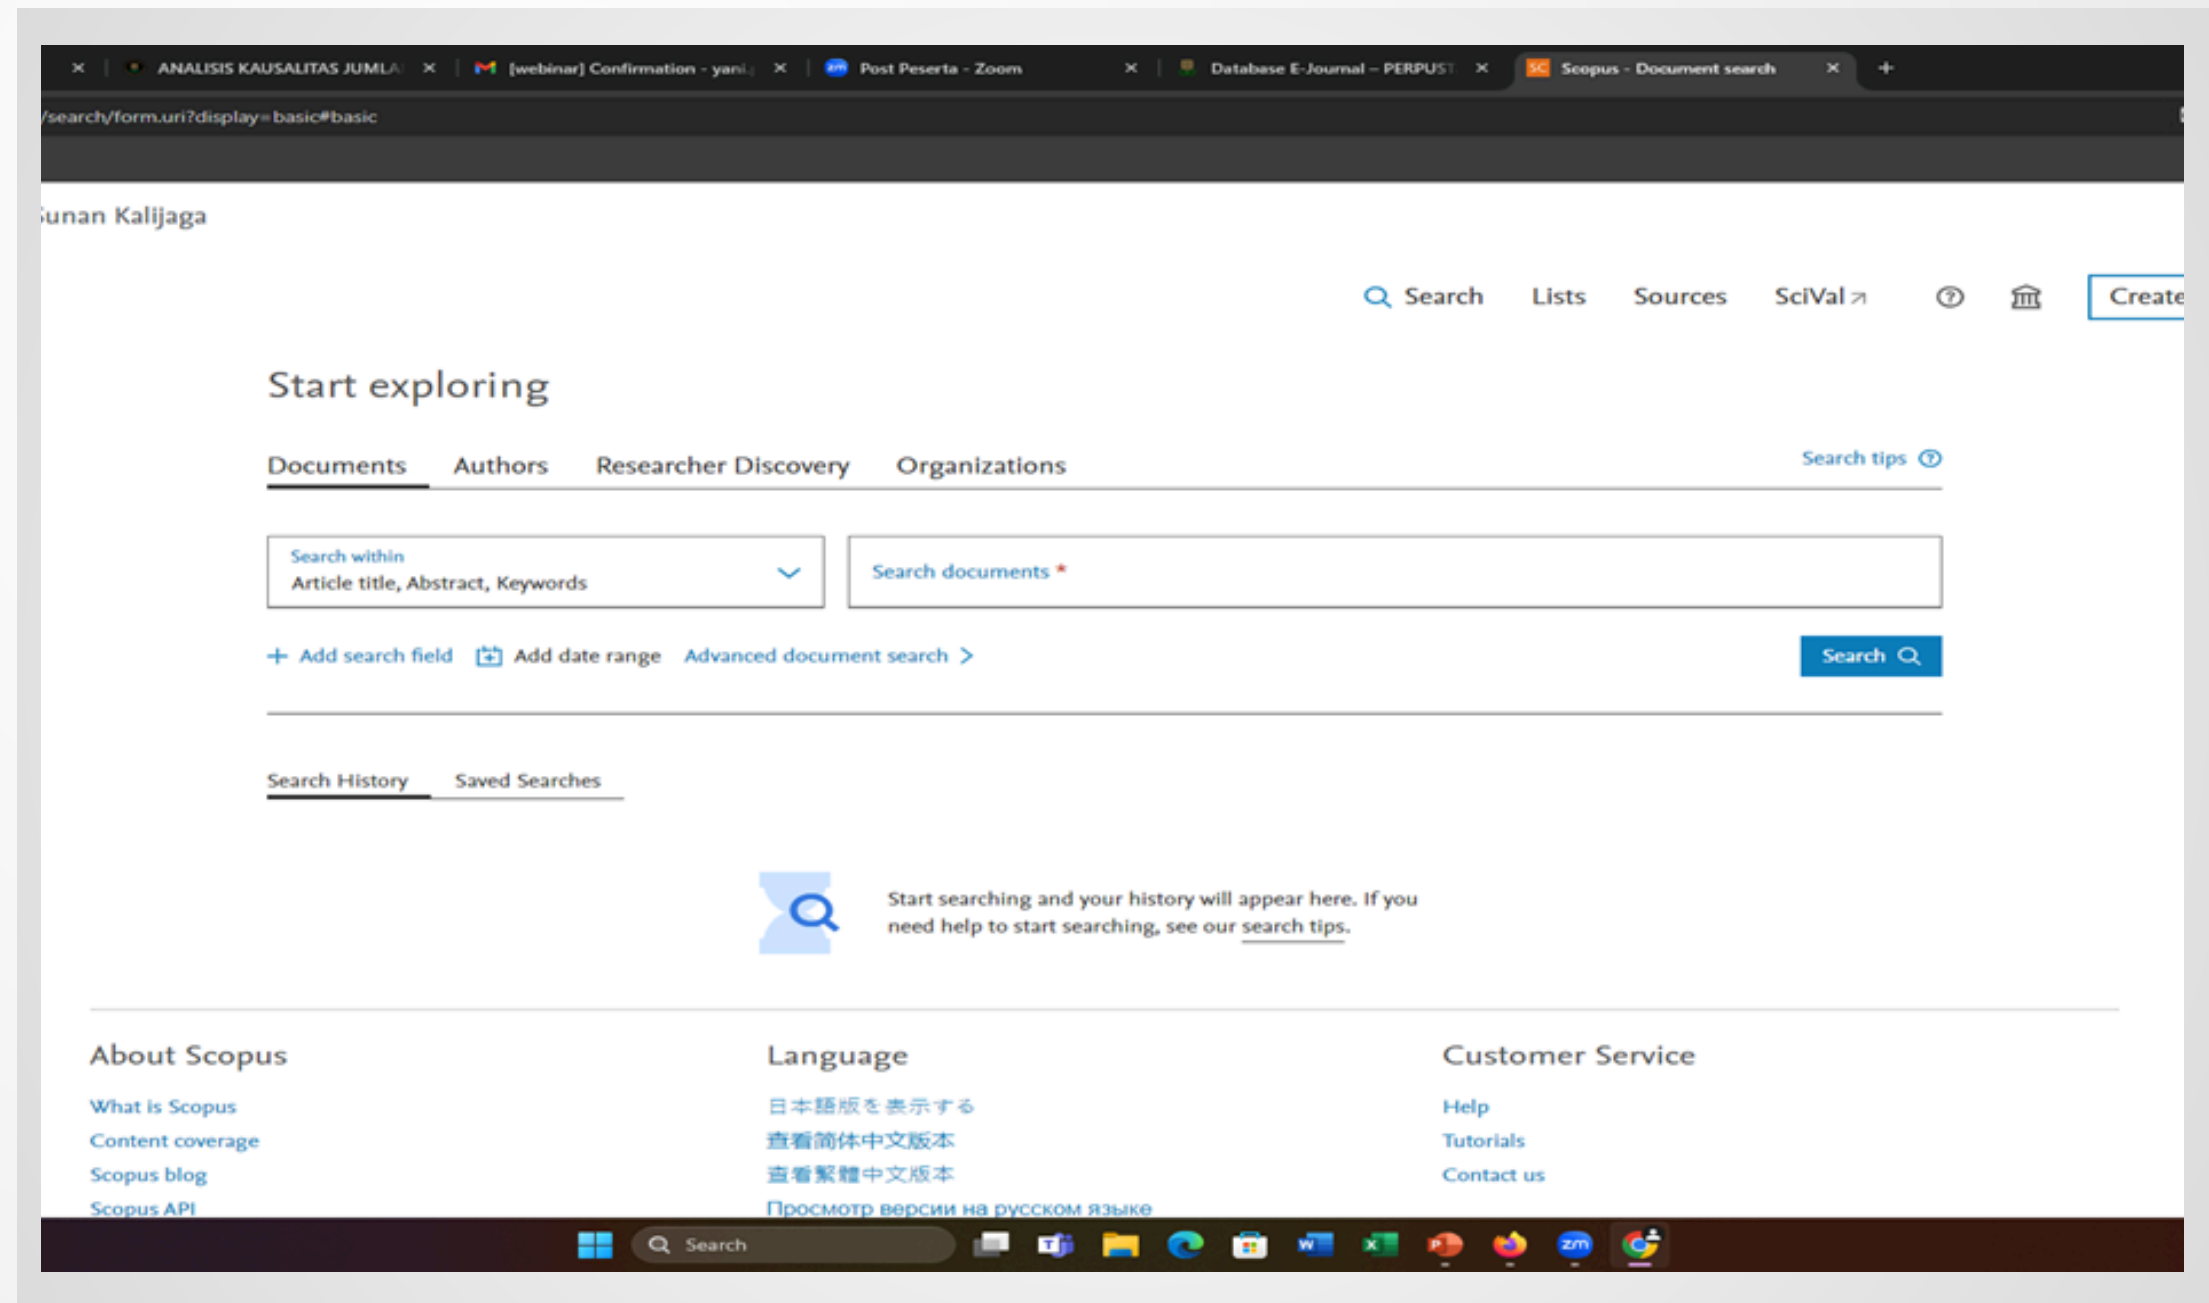 ANALISIS KAUSALITAS JUMLA
[webinar] Confirmation - yani.
Post Peserta - Zoom
Database E-Journal – PERPUST
SC Scopus - Document search
/search/form.uri?display=basic#basic
Sunan Kalijaga
Search Lists Sources SciVal Create
Start exploring
Documents Authors Researcher Discovery Organizations Search tips
Search within
Article title, Abstract, Keywords
Search documents *
Add search field Add date range Advanced document search
Search
Search History Saved Searches
Start searching and your history will appear here. If you
need help to start searching, see our search tips.
About Scopus
What is Scopus
Content coverage
Scopus blog
Scopus API
Language
日本語版を表示する
查看简体中文版本
查看繁體中文版本
Просмотр версии на русском языке
Customer Service
Help
Tutorials
Contact us
Search
zm